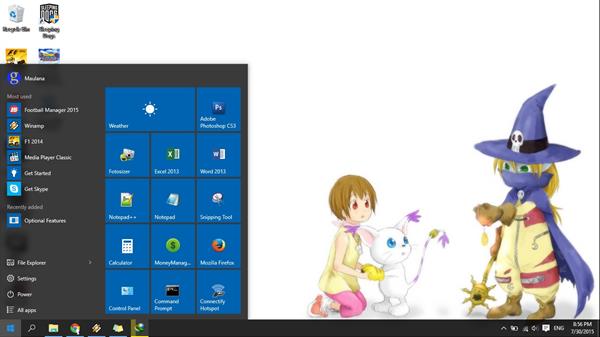 Recycle Bin
Sleeping
Dogs
Maulana
Most used
Football Manager 2015
Winamp
F1 2014
Media Player Classic
Get Started
Get Skype
Recently added
Optional Features
File Explorer
Settings
Power
All apps
Weather
Adobe
Photoshop CS3
Fotosizer
Excel 2013
Word 2013
Notepad++
Notepad
Snipping Tool
Calculator
MoneyManag...
Mozilla Firefox
Control Panel
Command
Prompt
Connectify
Hotspot
ENG
8:56 PM
7/30/2015